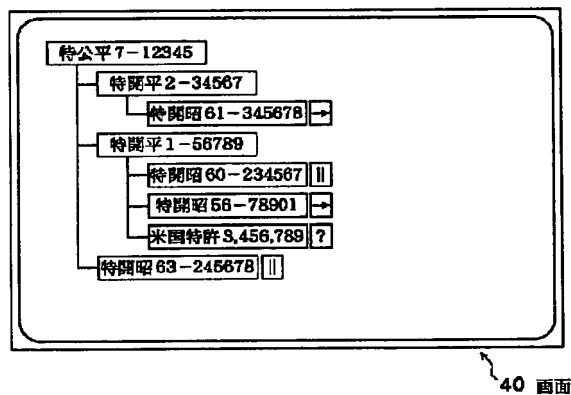 特公平7-12345
特開平2-34567
特開昭61-345678 →
特開平1-56789
特開昭60-234567 ||
特開昭56-78901 →
米国特許3,456,789 ?
特開昭63-245678 ||
40 画面